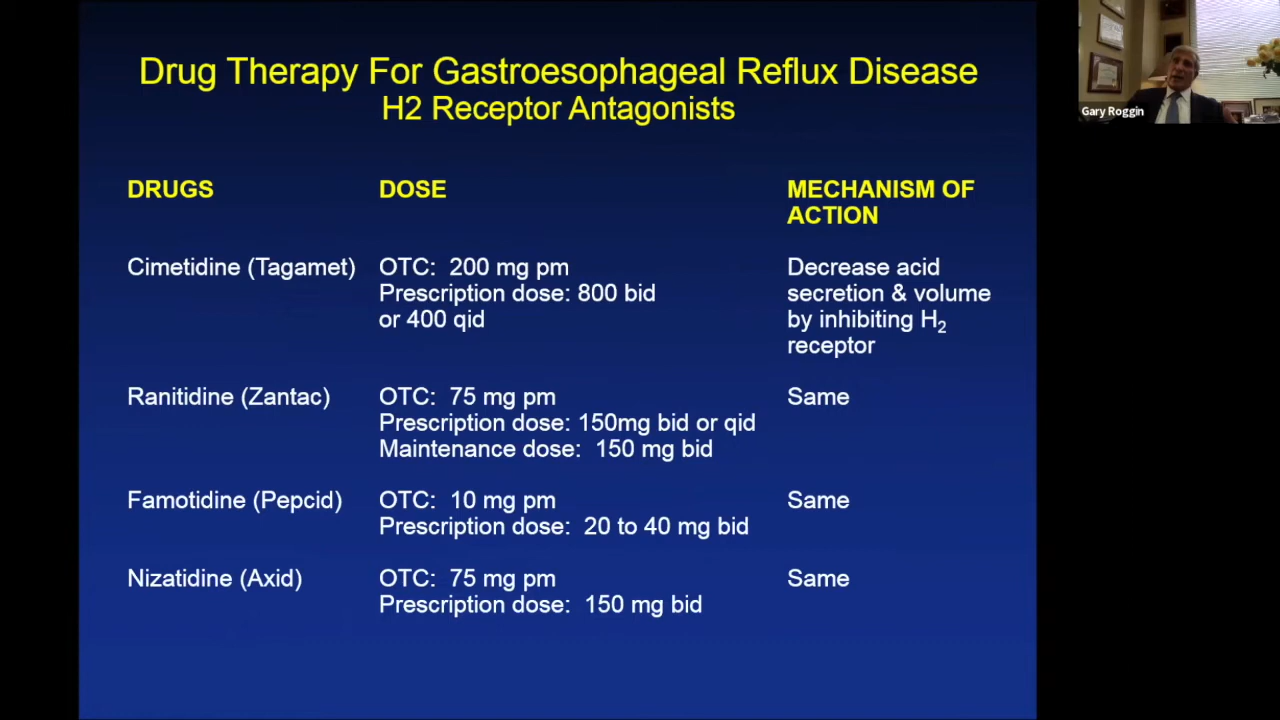 Drug Therapy For Gastroesophageal Reflux Disease
H2 Receptor Antagonists
DRUGS DOSE MECHANISM OF
ACTION
Cimetidine (Tagamet) OTC: 200 mg pm Decrease acid
Prescription dose: 800 bid secretion & volume
or 400 qid by inhibiting H₂
receptor
Ranitidine (Zantac) OTC: 75 mg pm Same
Prescription dose: 150mg bid or qid
Maintenance dose: 150 mg bid
Famotidine (Pepcid) OTC: 10 mg pm Same
Prescription dose: 20 to 40 mg bid
Nizatidine (Axid) OTC: 75 mg pm Same
Prescription dose: 150 mg bid
Gary Roggin